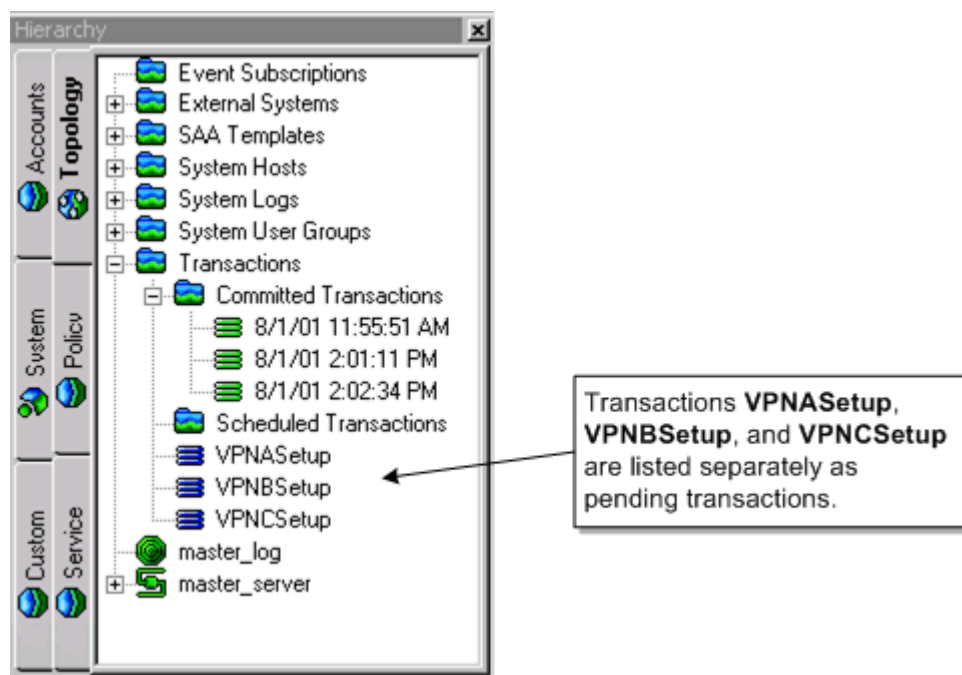 Hierarchy
Accounts
Topology
System
Policy
Custom
Service
Event Subscriptions
External Systems
SAA Templates
System Hosts
System Logs
System User Groups
Transactions
Committed Transactions
8/1/01 11:55:51 AM
8/1/01 2:01:11 PM
8/1/01 2:02:34 PM
Scheduled Transactions
VPNASetup
VPNBSetup
VPNCSetup
master_log
master_server
Transactions VPNASetup,
VPNBSetup, and VPNCSetup
are listed separately as
pending transactions.